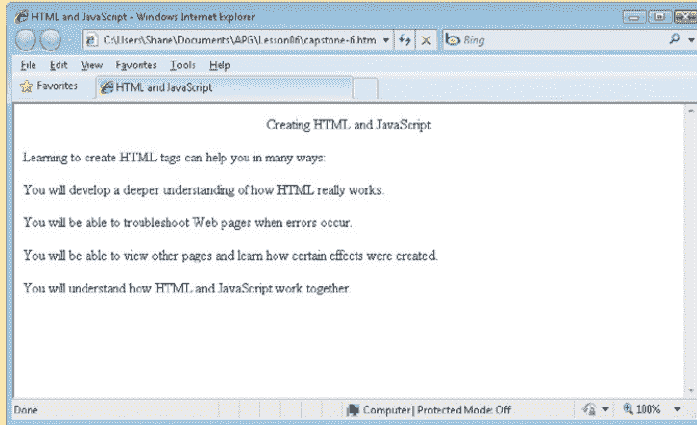 HTML and JavaScript - Windows Internet Explorer
C:\Users\Shane\Documents\APG\Lesson06\capstone-6.htm Bing
File Edit View Favorites Tools Help
Favorites HTML and JavaScript
Creating HTML and JavaScript
Learning to create HTML tags can help you in many ways:
You will develop a deeper understanding of how HTML really works.
You will be able to troubleshoot Web pages when errors occur.
You will be able to view other pages and learn how certain effects were created.
You will understand how HTML and JavaScript work together.
Done Computer | Protected Mode: Off 100%